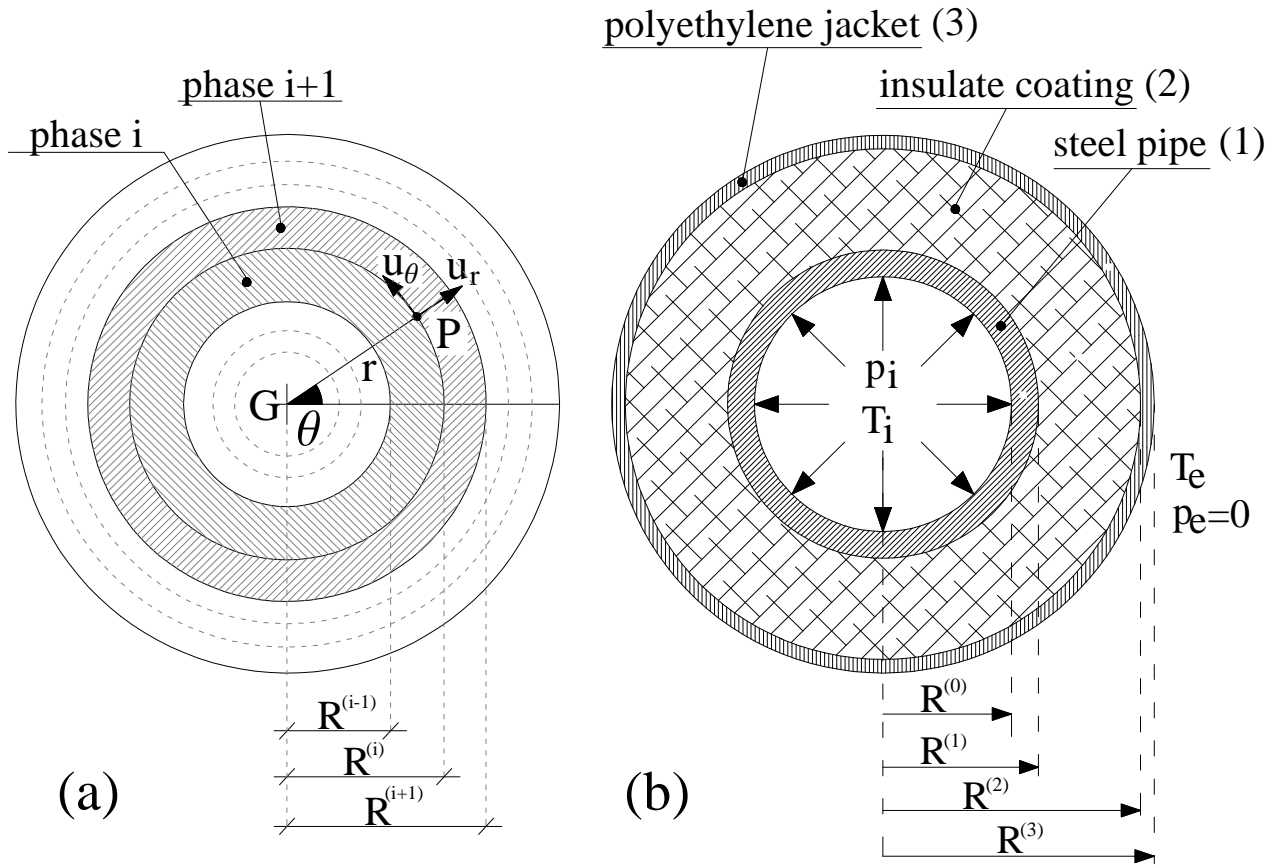 phase i+1
phase i
u_θ
u_r
P
r
G
θ
R^(i-1)
R^(i)
R^(i+1)
(a)
polyethylene jacket (3)
insulate coating (2)
steel pipe (1)
p_i
T_i
T_e
p_e=0
R^(0)
R^(1)
R^(2)
R^(3)
(b)